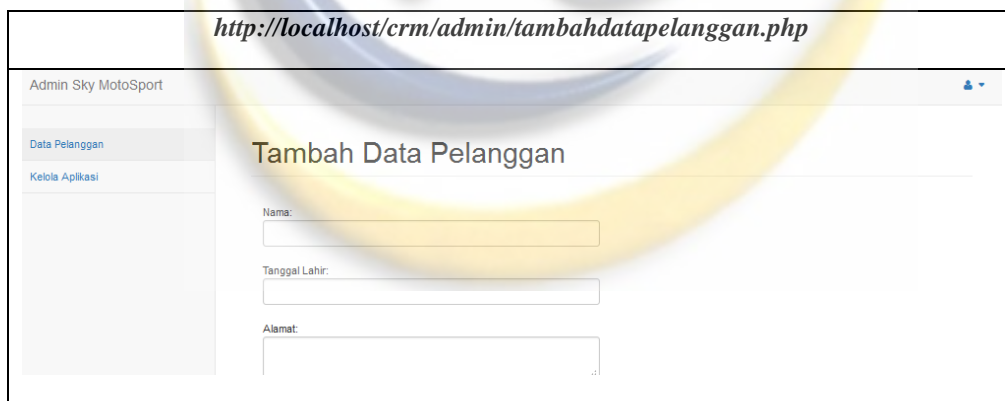 http://localhost/crm/admin/tambahdatapelanggan.php
Admin Sky MotoSport
Data Pelanggan
Kelola Aplikasi
Tambah Data Pelanggan
Nama:
Tanggal Lahir:
Alamat: